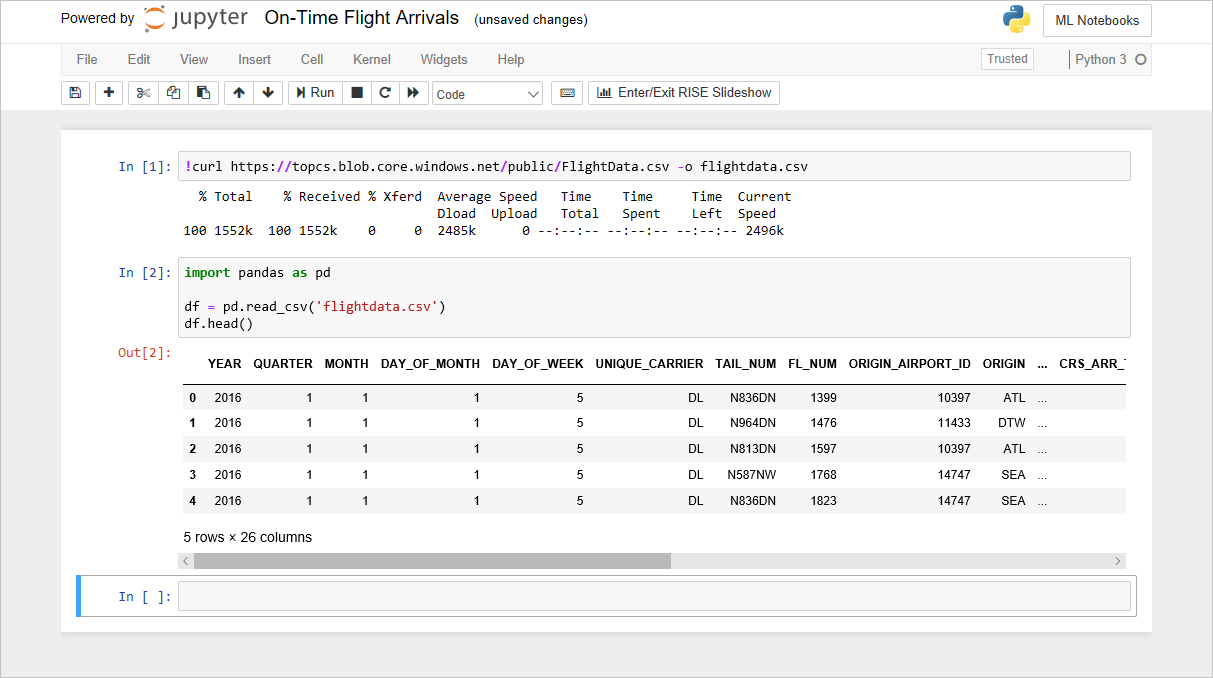 Powered by jupyter On-Time Flight Arrivals (unsaved changes) ML Notebooks
File Edit View Insert Cell Kernel Widgets Help Trusted Python 3
Run Code Enter/Exit RISE Slideshow
In [1]: !curl https://topcs.blob.core.windows.net/public/FlightData.csv -o flightdata.csv
% Total % Received % Xferd Average Speed Time Time Time Current
Dload Upload Total Spent Left Speed
100 1552k 100 1552k 0 0 2485k 0 --:--:-- --:--:-- --:--:-- 2496k
In [2]: import pandas as pd
df = pd.read_csv('flightdata.csv')
df.head()
Out[2]:
YEAR QUARTER MONTH DAY_OF_MONTH DAY_OF_WEEK UNIQUE_CARRIER TAIL_NUM FL_NUM ORIGIN_AIRPORT_ID ORIGIN ... CRS_ARR_
0 2016 1 1 1 5 DL N836DN 1399 10397 ATL ...
1 2016 1 1 1 5 DL N964DN 1476 11433 DTW ...
2 2016 1 1 1 5 DL N813DN 1597 10397 ATL ...
3 2016 1 1 1 5 DL N587NW 1768 14747 SEA ...
4 2016 1 1 1 5 DL N836DN 1823 14747 SEA ...
5 rows × 26 columns
In [ ]: